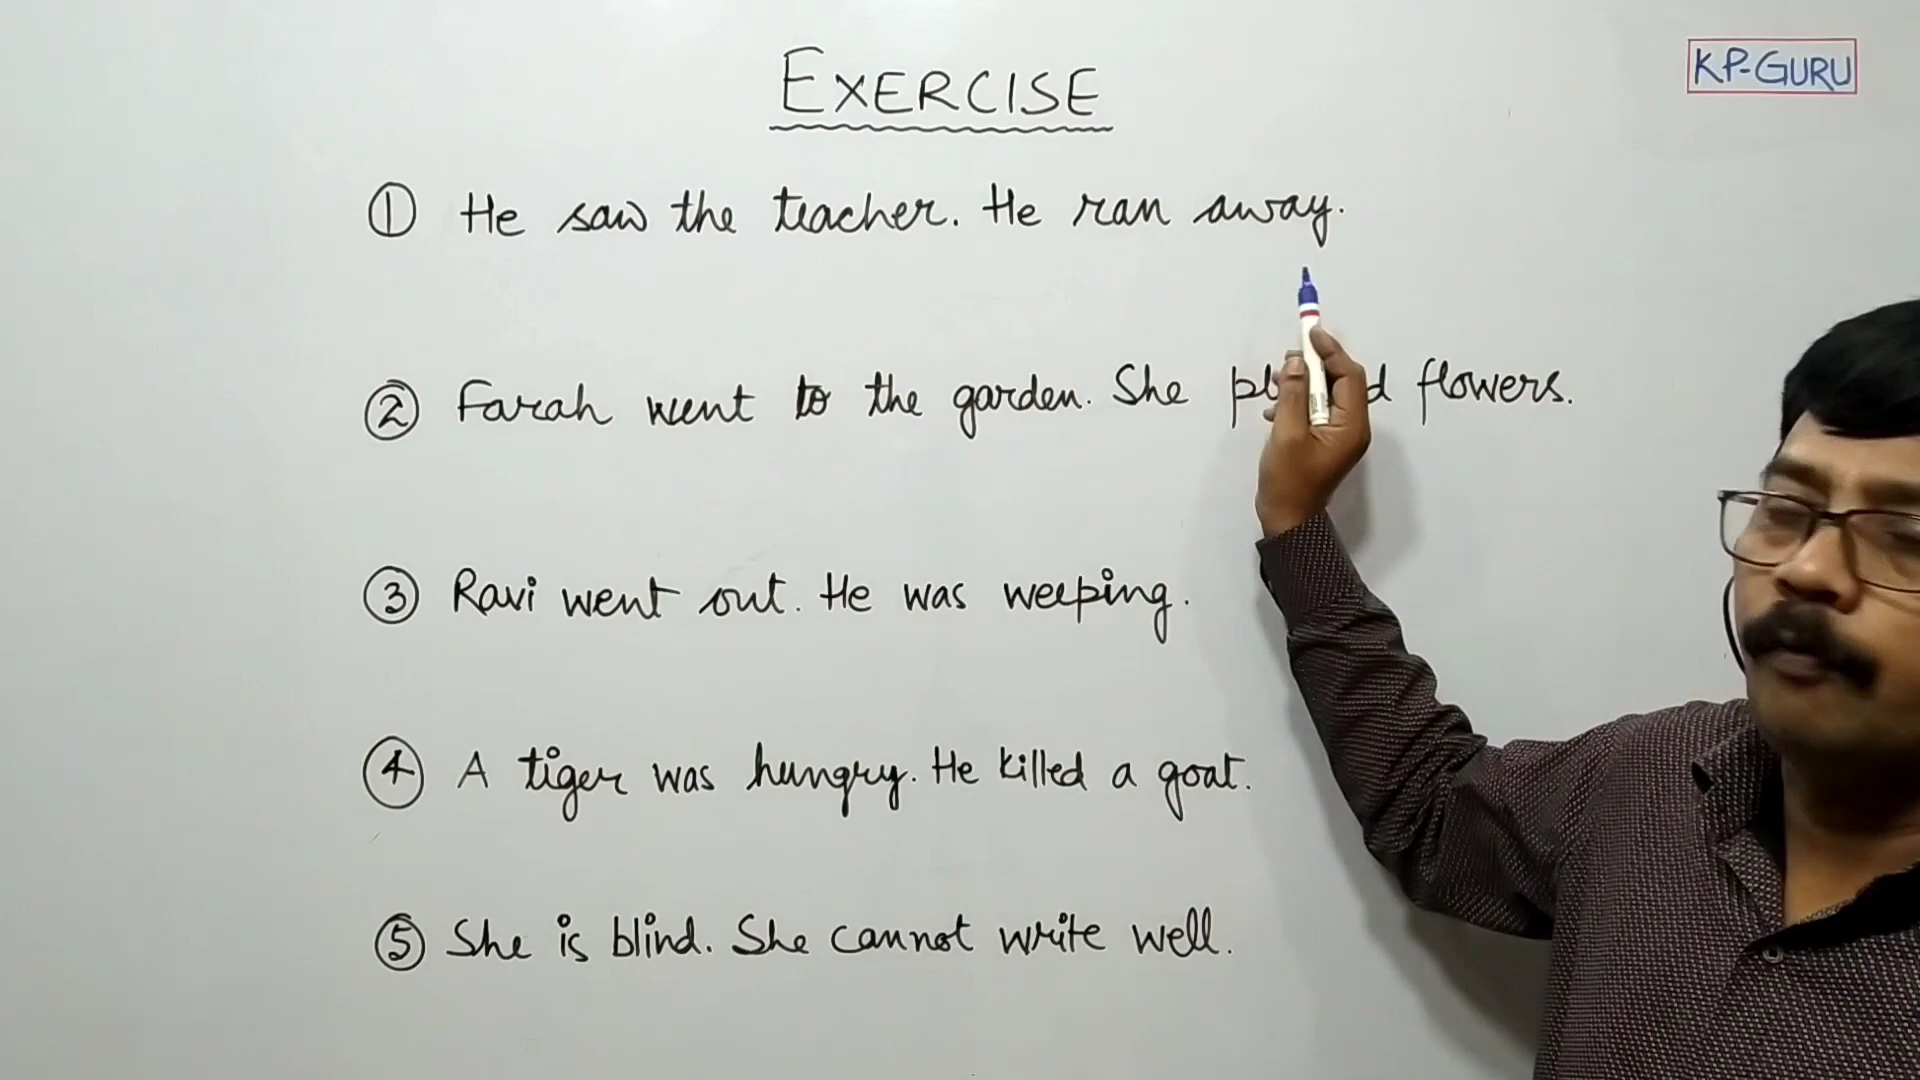 EXERCISE
KP-GURU
① He saw the teacher. He ran away.
② Farah went to the garden. She flowers.
③ Ravi went out. He was weeping.
④ A tiger was hungry. He killed a goat.
⑤ She is blind. She cannot write well.